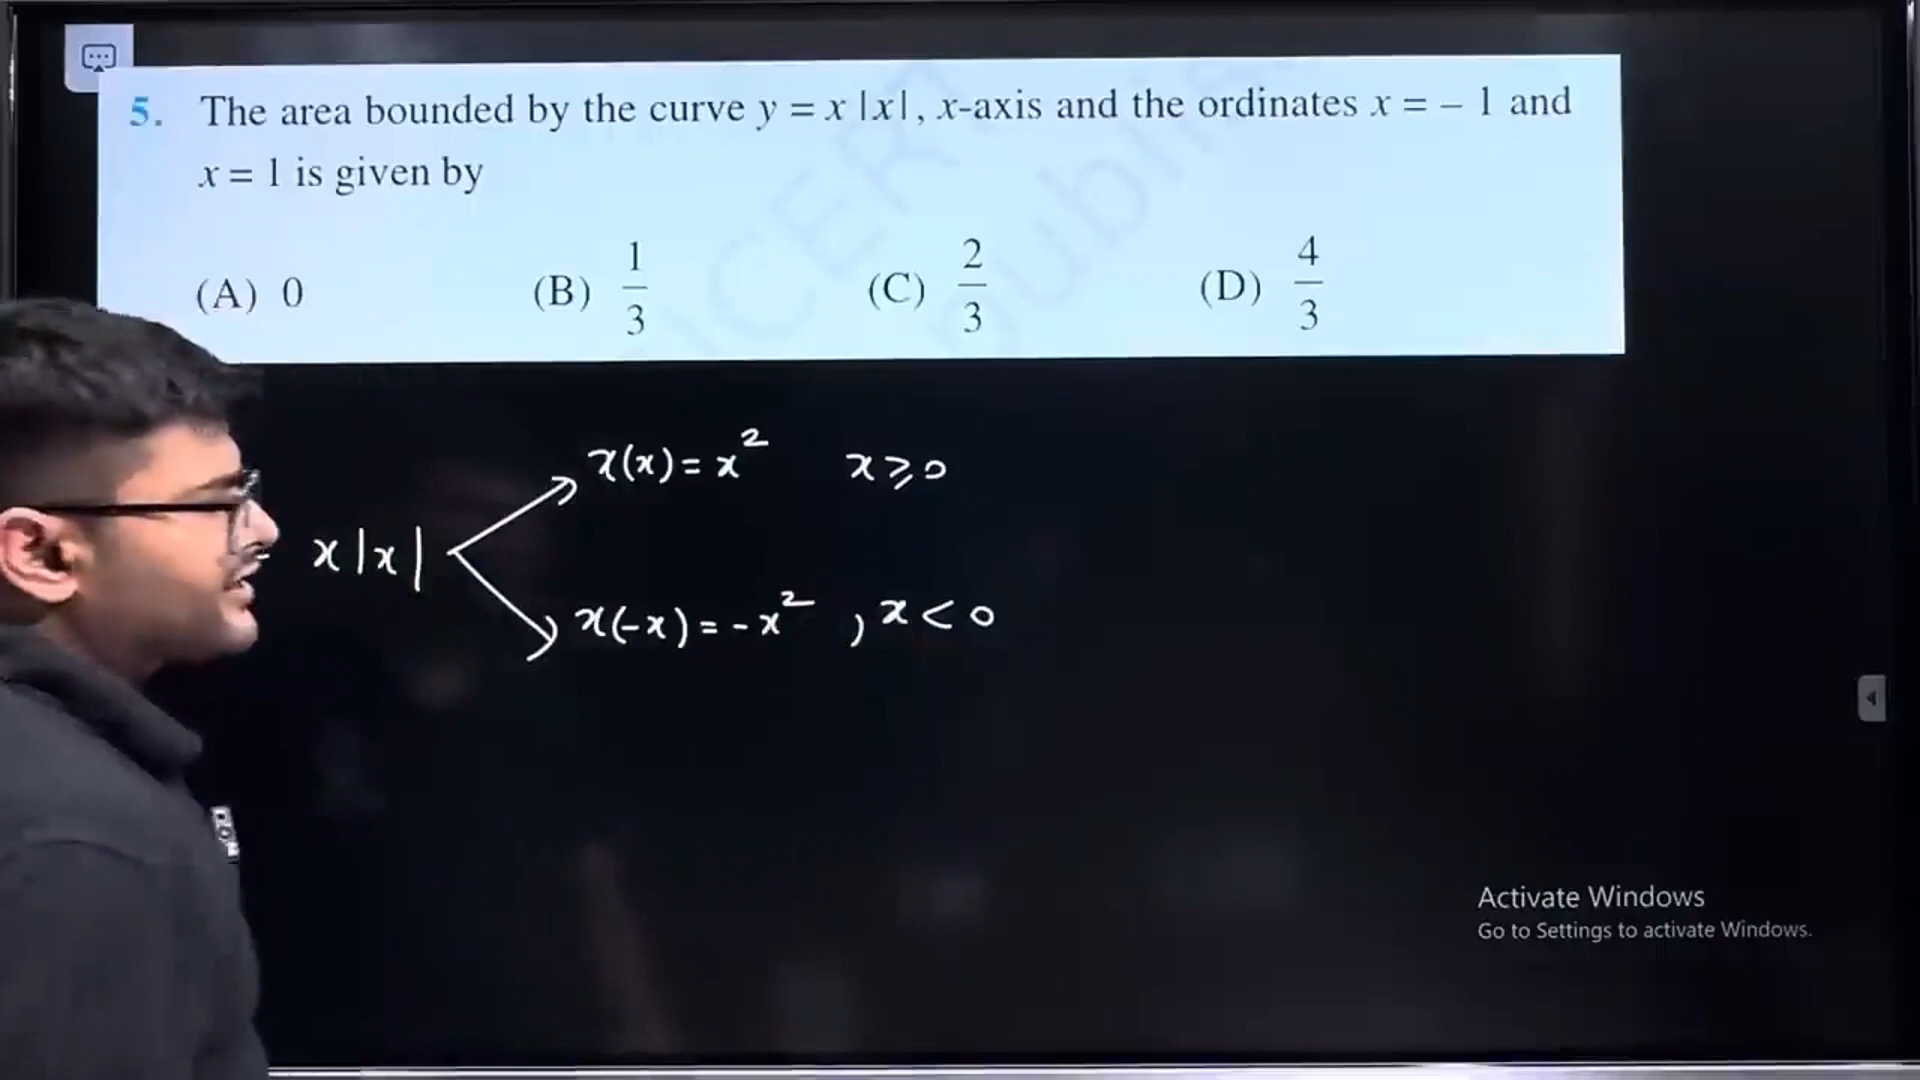 5. The area bounded by the curve y = x |x|, x-axis and the ordinates x = – 1 and
x = 1 is given by
(A) 0 (B) 1/3 (C) 2/3 (D) 4/3
x(x) = x² x ≥ 0
x|x|
x(-x) = -x² , x < 0
Activate Windows
Go to Settings to activate Windows.